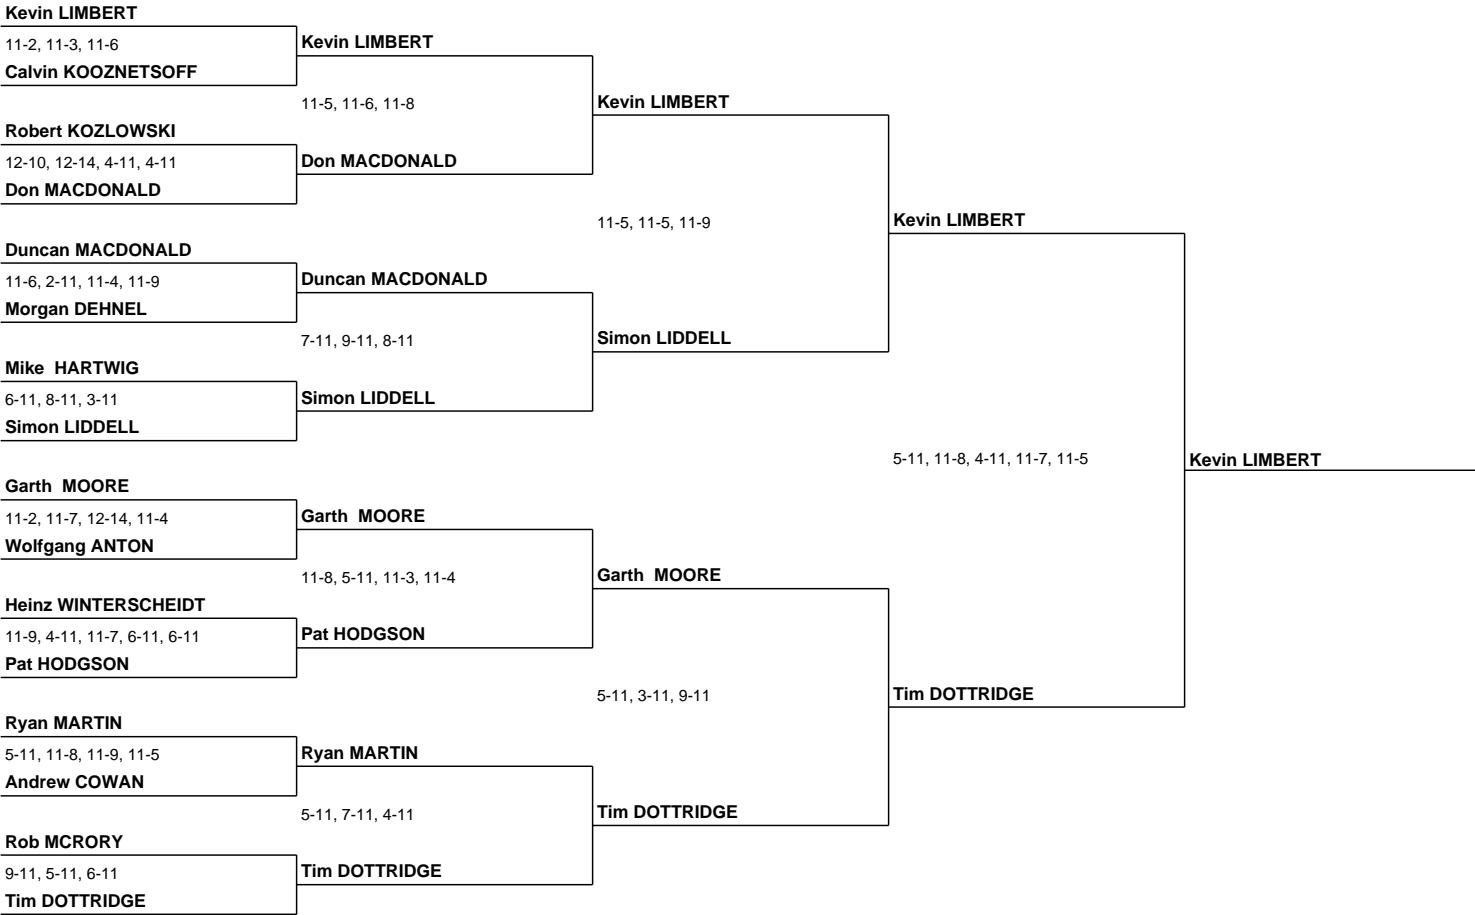 Kevin LIMBERT
11-2, 11-3, 11-6
Calvin KOOZNETSOFF
Robert KOZLOWSKI
12-10, 12-14, 4-11, 4-11
Don MACDONALD
Duncan MACDONALD
11-6, 2-11, 11-4, 11-9
Morgan DEHNEL
Mike  HARTWIG
6-11, 8-11, 3-11
Simon LIDDELL
Garth  MOORE
11-2, 11-7, 12-14, 11-4
Wolfgang ANTON
Heinz WINTERSCHEIDT
11-9, 4-11, 11-7, 6-11, 6-11
Pat HODGSON
Ryan MARTIN
5-11, 11-8, 11-9, 11-5
Andrew COWAN
Rob MCRORY
9-11, 5-11, 6-11
Tim DOTTRIDGE
Kevin LIMBERT
11-5, 11-6, 11-8
Don MACDONALD
Duncan MACDONALD
7-11, 9-11, 8-11
Simon LIDDELL
Garth  MOORE
11-8, 5-11, 11-3, 11-4
Pat HODGSON
Ryan MARTIN
5-11, 7-11, 4-11
Tim DOTTRIDGE
Kevin LIMBERT
11-5, 11-5, 11-9
Simon LIDDELL
Garth  MOORE
5-11, 3-11, 9-11
Tim DOTTRIDGE
Kevin LIMBERT
5-11, 11-8, 4-11, 11-7, 11-5
Tim DOTTRIDGE
Kevin LIMBERT